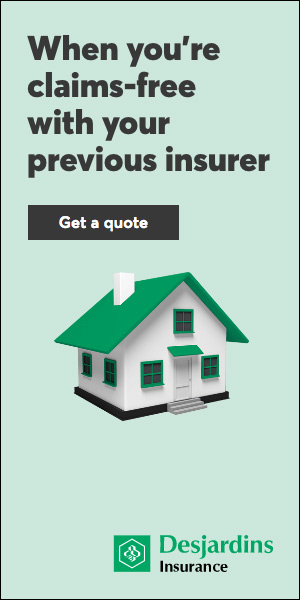 When you're
claims-free
with your
previous insurer
Get a quote
Desjardins
Insurance